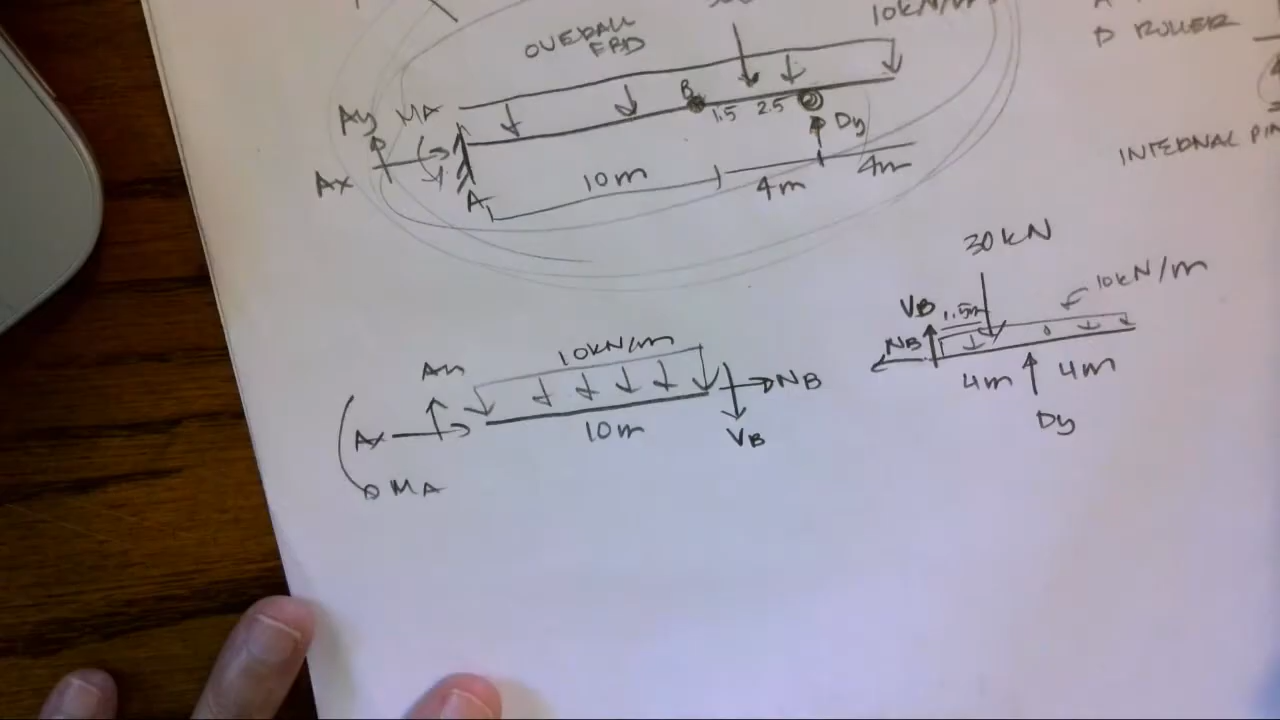 OVERALL
FBD
10kN/m
D ROLLER
Ay MA
B
1.5 2.5
Dy
Ax
A
10m
4m
4m
INTERNAL PIN
30kN
10kN/m
VB
1.5m
NB
4m
4m
Dy
10kN/m
Ay
Ax
NB
10m
VB
MA